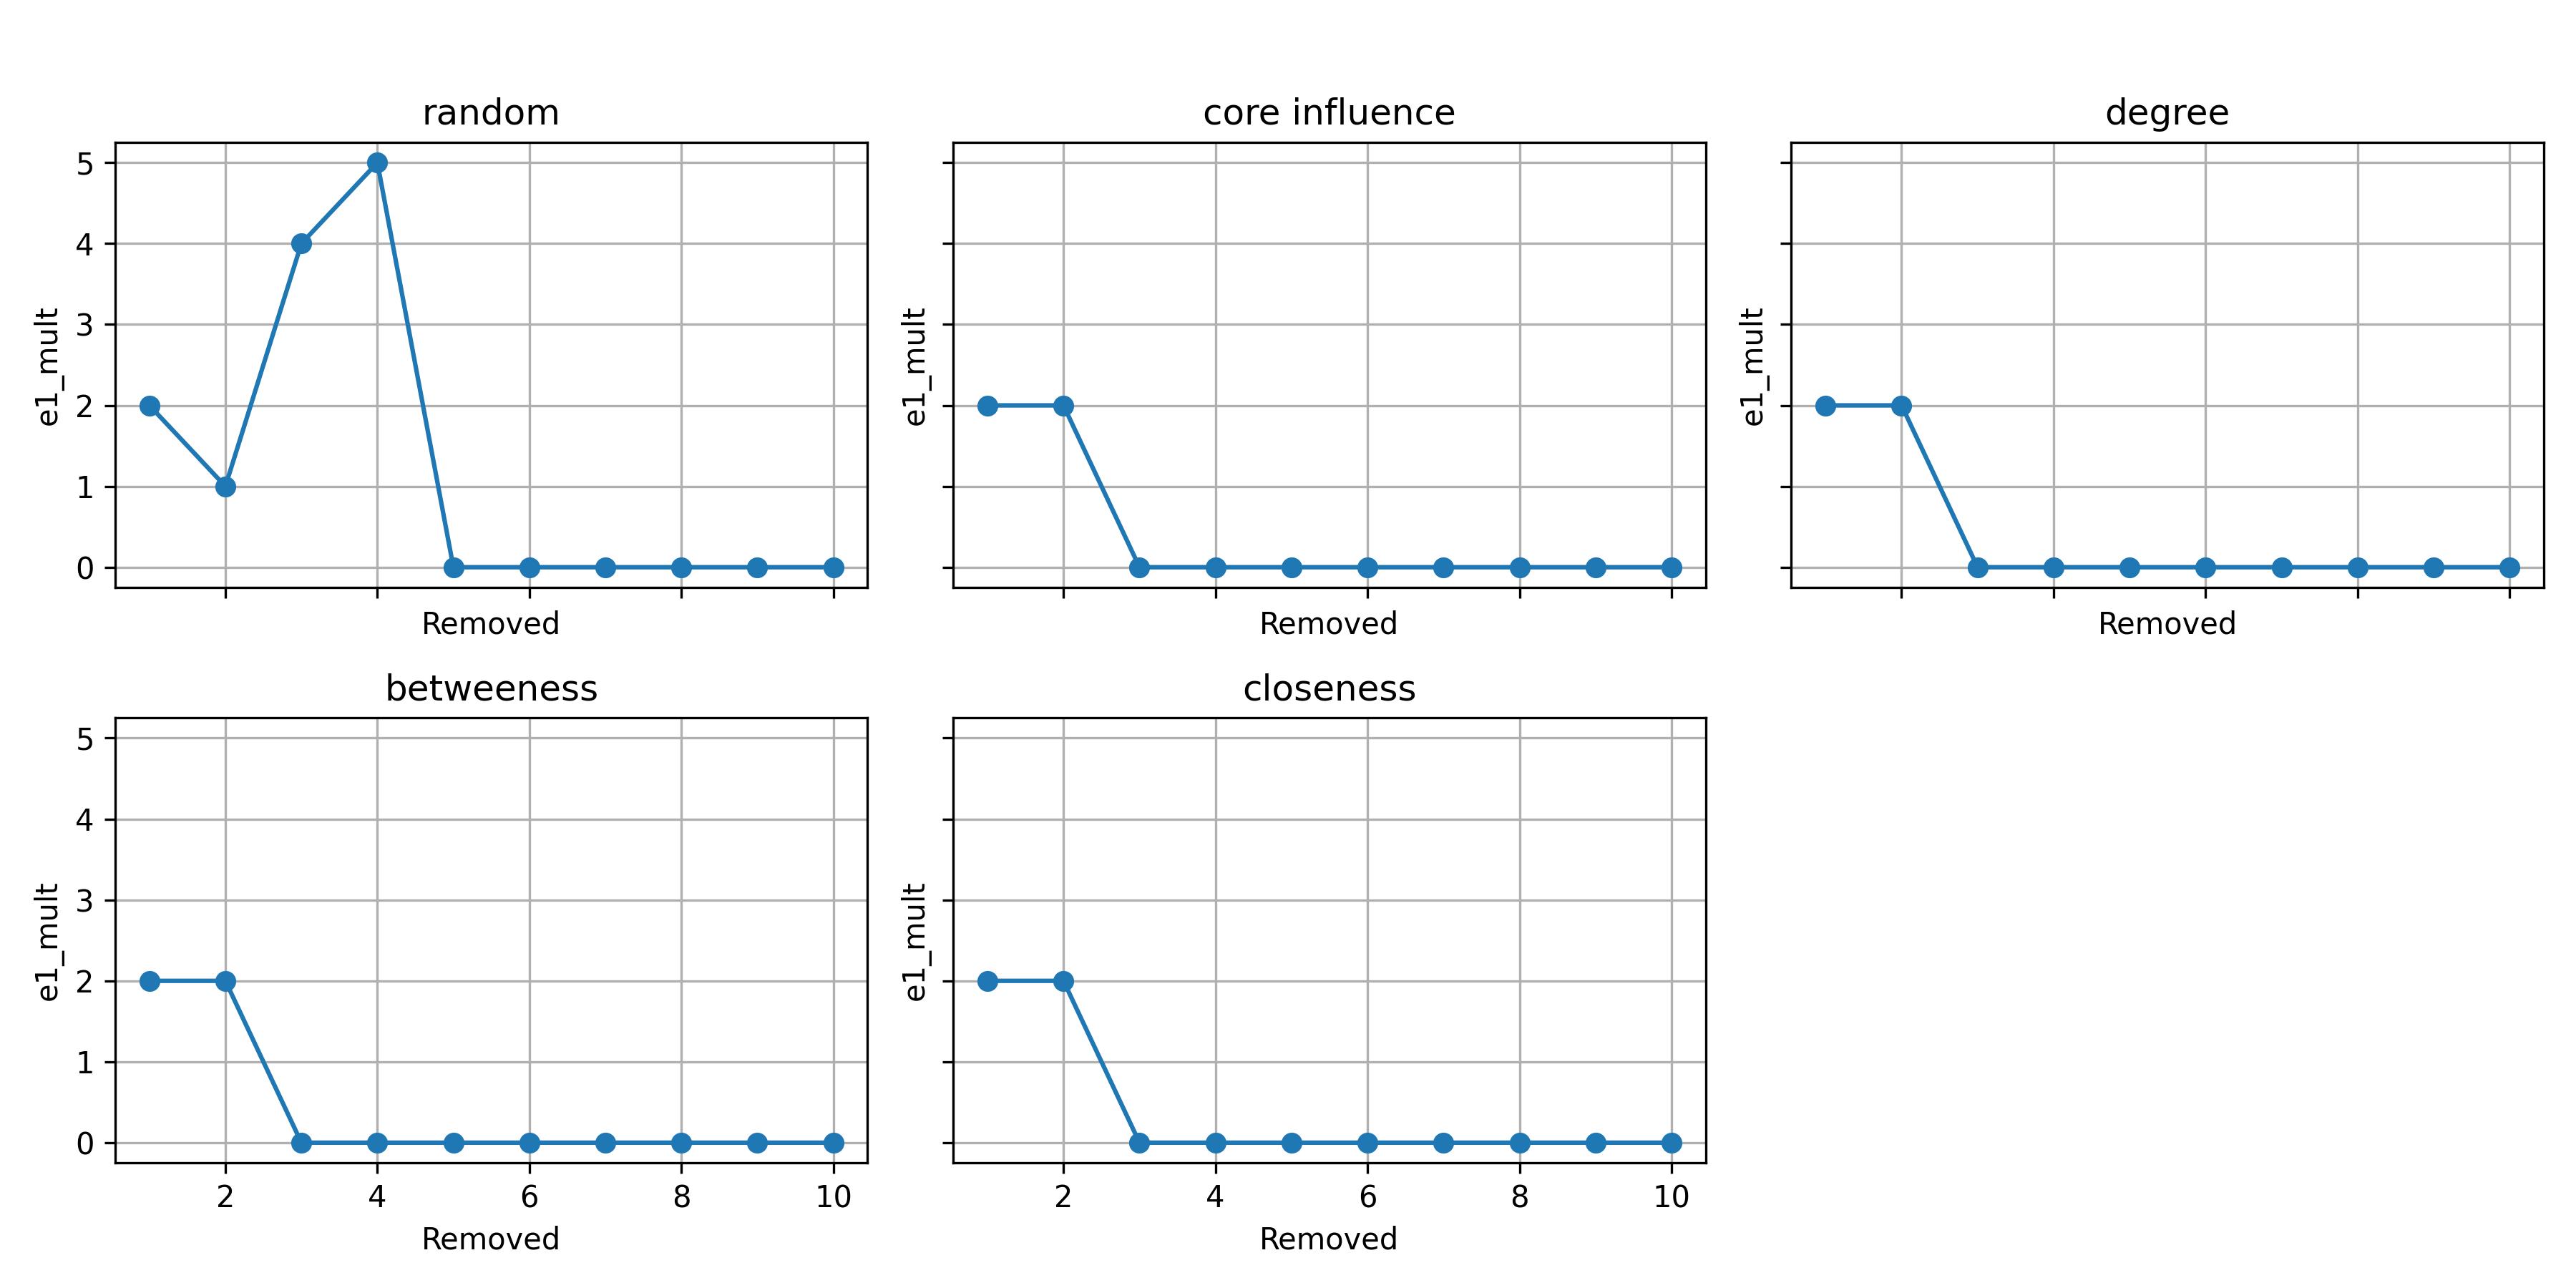 random
5
4
3
2
1
0
e1_mult
Removed
core influence
e1_mult
Removed
degree
e1_mult
Removed
betweeness
5
4
3
2
1
0
e1_mult
2 4 6 8 10
Removed
closeness
e1_mult
2 4 6 8 10
Removed